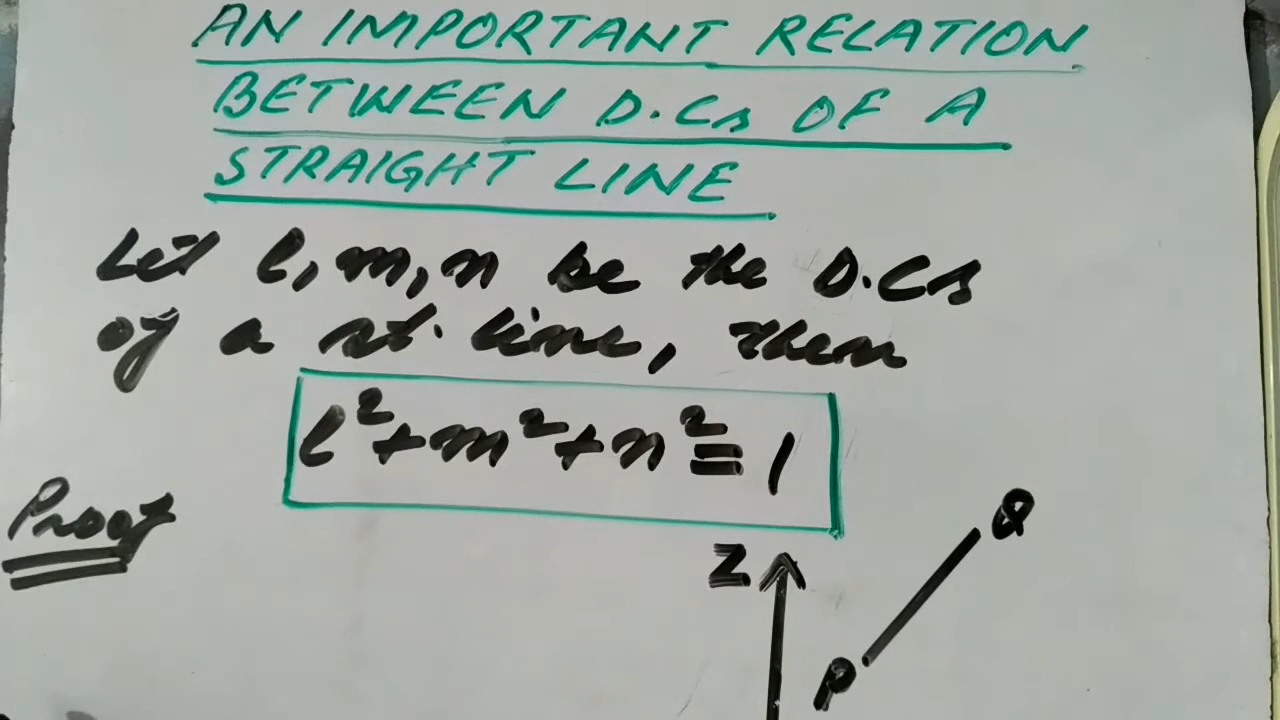 AN IMPORTANT RELATION
BETWEEN D.Cs OF A
STRAIGHT LINE
Let l, m, n be the D.Cs
of a st. line, then
l²+m²+n²=1
Proof
Z
Q
P